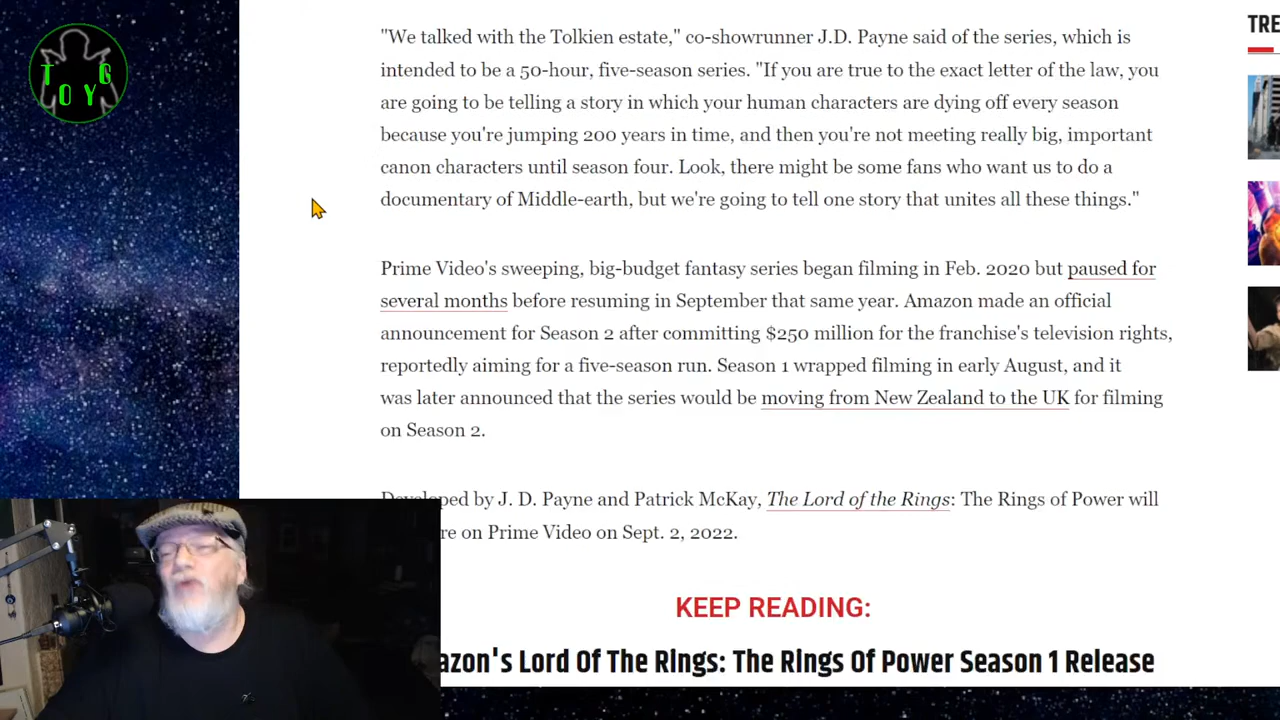 T G
OY
TRE
"We talked with the Tolkien estate," co-showrunner J.D. Payne said of the series, which is
intended to be a 50-hour, five-season series. "If you are true to the exact letter of the law, you
are going to be telling a story in which your human characters are dying off every season
because you're jumping 200 years in time, and then you're not meeting really big, important
canon characters until season four. Look, there might be some fans who want us to do a
documentary of Middle-earth, but we're going to tell one story that unites all these things."
Prime Video's sweeping, big-budget fantasy series began filming in Feb. 2020 but paused for
several months before resuming in September that same year. Amazon made an official
announcement for Season 2 after committing $250 million for the franchise's television rights,
reportedly aiming for a five-season run. Season 1 wrapped filming in early August, and it
was later announced that the series would be moving from New Zealand to the UK for filming
on Season 2.
Developed by J. D. Payne and Patrick McKay, The Lord of the Rings: The Rings of Power will
re on Prime Video on Sept. 2, 2022.
KEEP READING:
azon's Lord Of The Rings: The Rings Of Power Season 1 Release